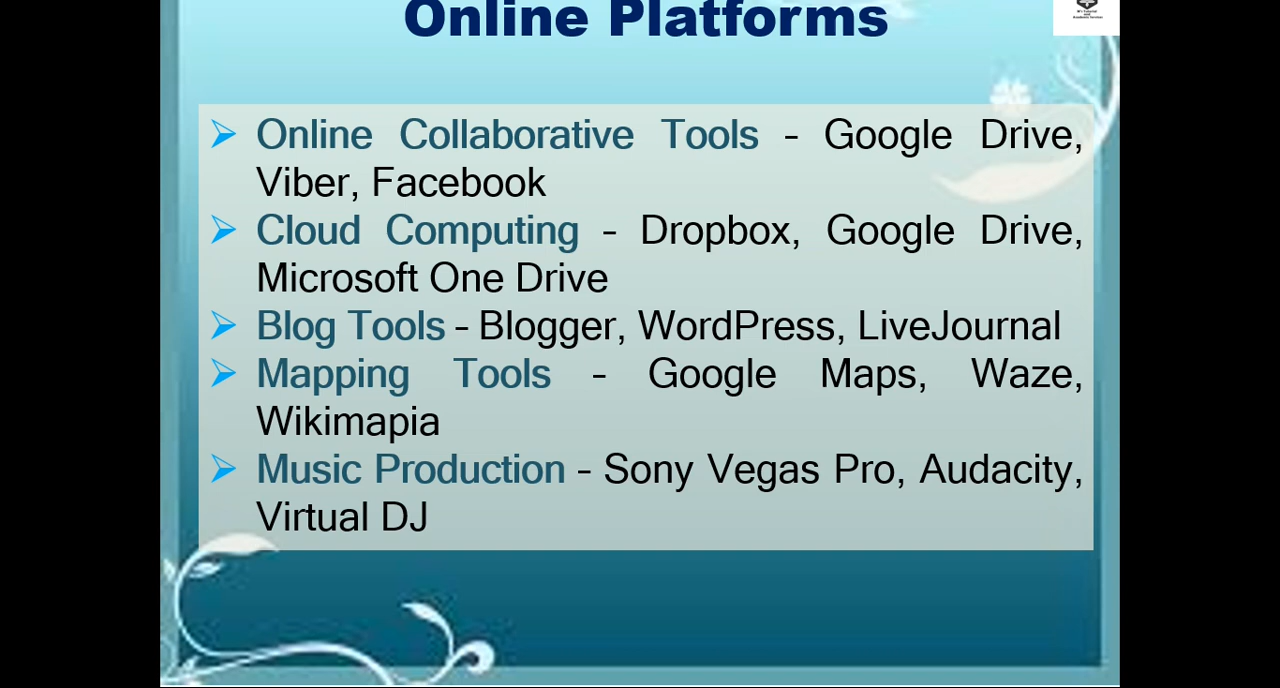 Online Platforms
➢ Online Collaborative Tools – Google Drive,
Viber, Facebook
➢ Cloud Computing – Dropbox, Google Drive,
Microsoft One Drive
➢ Blog Tools – Blogger, WordPress, LiveJournal
➢ Mapping Tools – Google Maps, Waze,
Wikimapia
➢ Music Production – Sony Vegas Pro, Audacity,
Virtual DJ